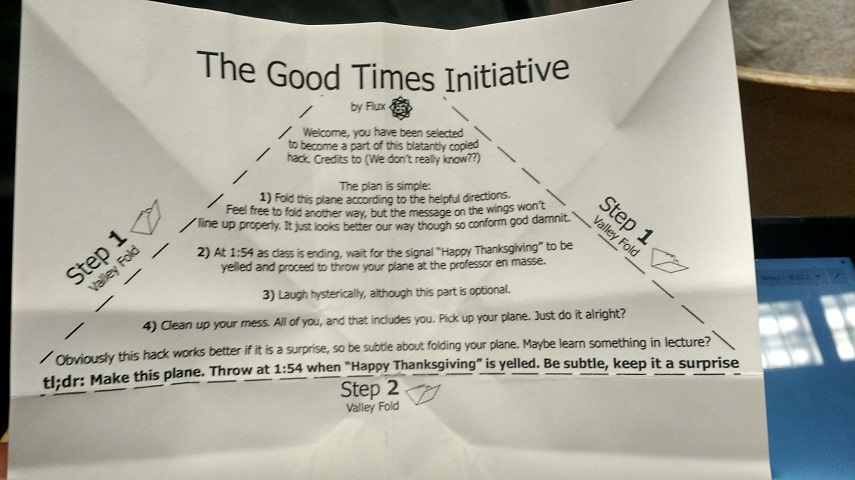 The Good Times Initiative
by Flux
Welcome, you have been selected
to become a part of this blatantly copied
hack. Credits to (We don't really know??)
The plan is simple:
1) Fold this plane according to the helpful directions.
Feel free to fold another way, but the message on the wings won't
line up properly. It just looks better our way though so conform god damnit.
2) At 1:54 as class is ending, wait for the signal "Happy Thanksgiving" to be
yelled and proceed to throw your plane at the professor en masse.
3) Laugh hysterically, although this part is optional.
4) Clean up your mess. All of you, and that includes you. Pick up your plane. Just do it alright?
Obviously this hack works better if it is a surprise, so be subtle about folding your plane. Maybe learn something in lecture?
tl;dr: Make this plane. Throw at 1:54 when "Happy Thanksgiving" is yelled. Be subtle, keep it a surprise
Step 1
Valley Fold
Step 1
Valley Fold
Step 2
Valley Fold